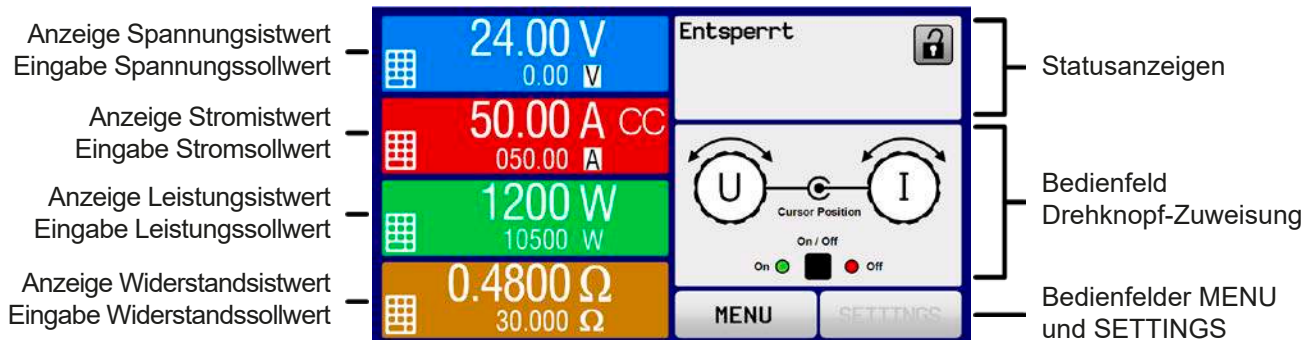 Anzeige Spannungsistwert
Eingabe Spannungssollwert
Anzeige Stromistwert
Eingabe Stromsollwert
Anzeige Leistungsistwert
Eingabe Leistungssollwert
Anzeige Widerstandsistwert
Eingabe Widerstandssollwert
24.00 V
0.00 V
50.00 A CC
050.00 A
1200 W
10500 W
0.4800 Ω
30.000 Ω
Entsperrt
U
I
Cursor Position
On / Off
On
Off
MENU
SETTINGS
Statusanzeigen
Bedienfeld
Drehknopf-Zuweisung
Bedienfelder MENU
und SETTINGS